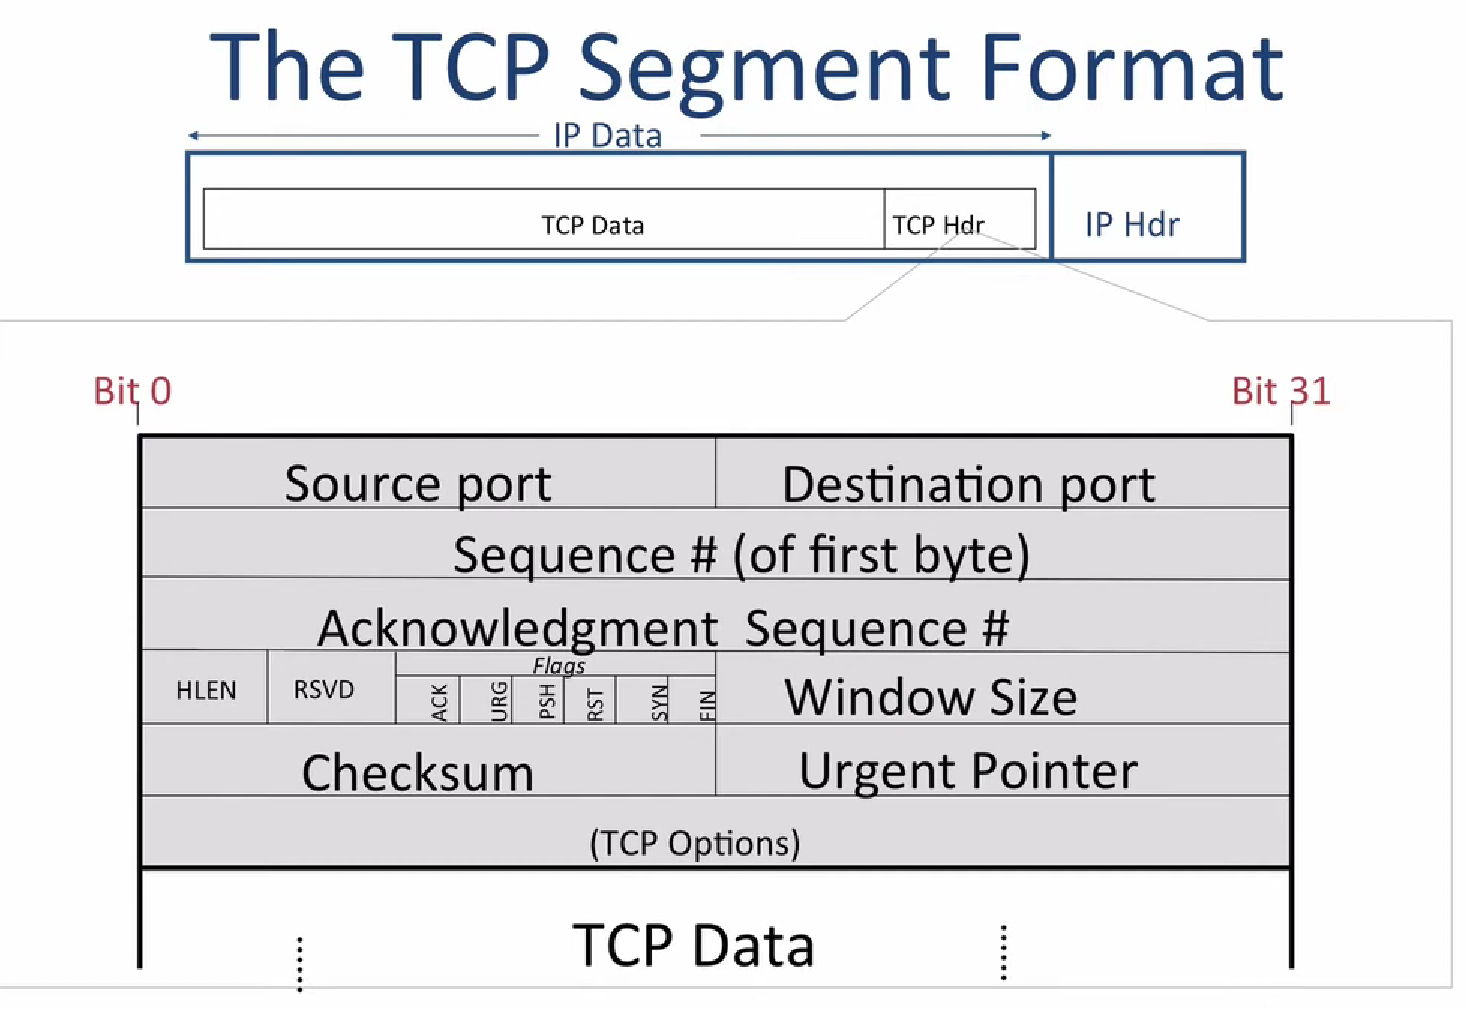 The TCP Segment Format
IP Data
TCP Data
TCP Hdr
IP Hdr
Bit 0
Bit 31
Source port
Destination port
Sequence # (of first byte)
Acknowledgment Sequence #
HLEN
RSVD
Flags
ACK
URG
PSH
RST
SYN
FIN
Window Size
Checksum
Urgent Pointer
(TCP Options)
TCP Data